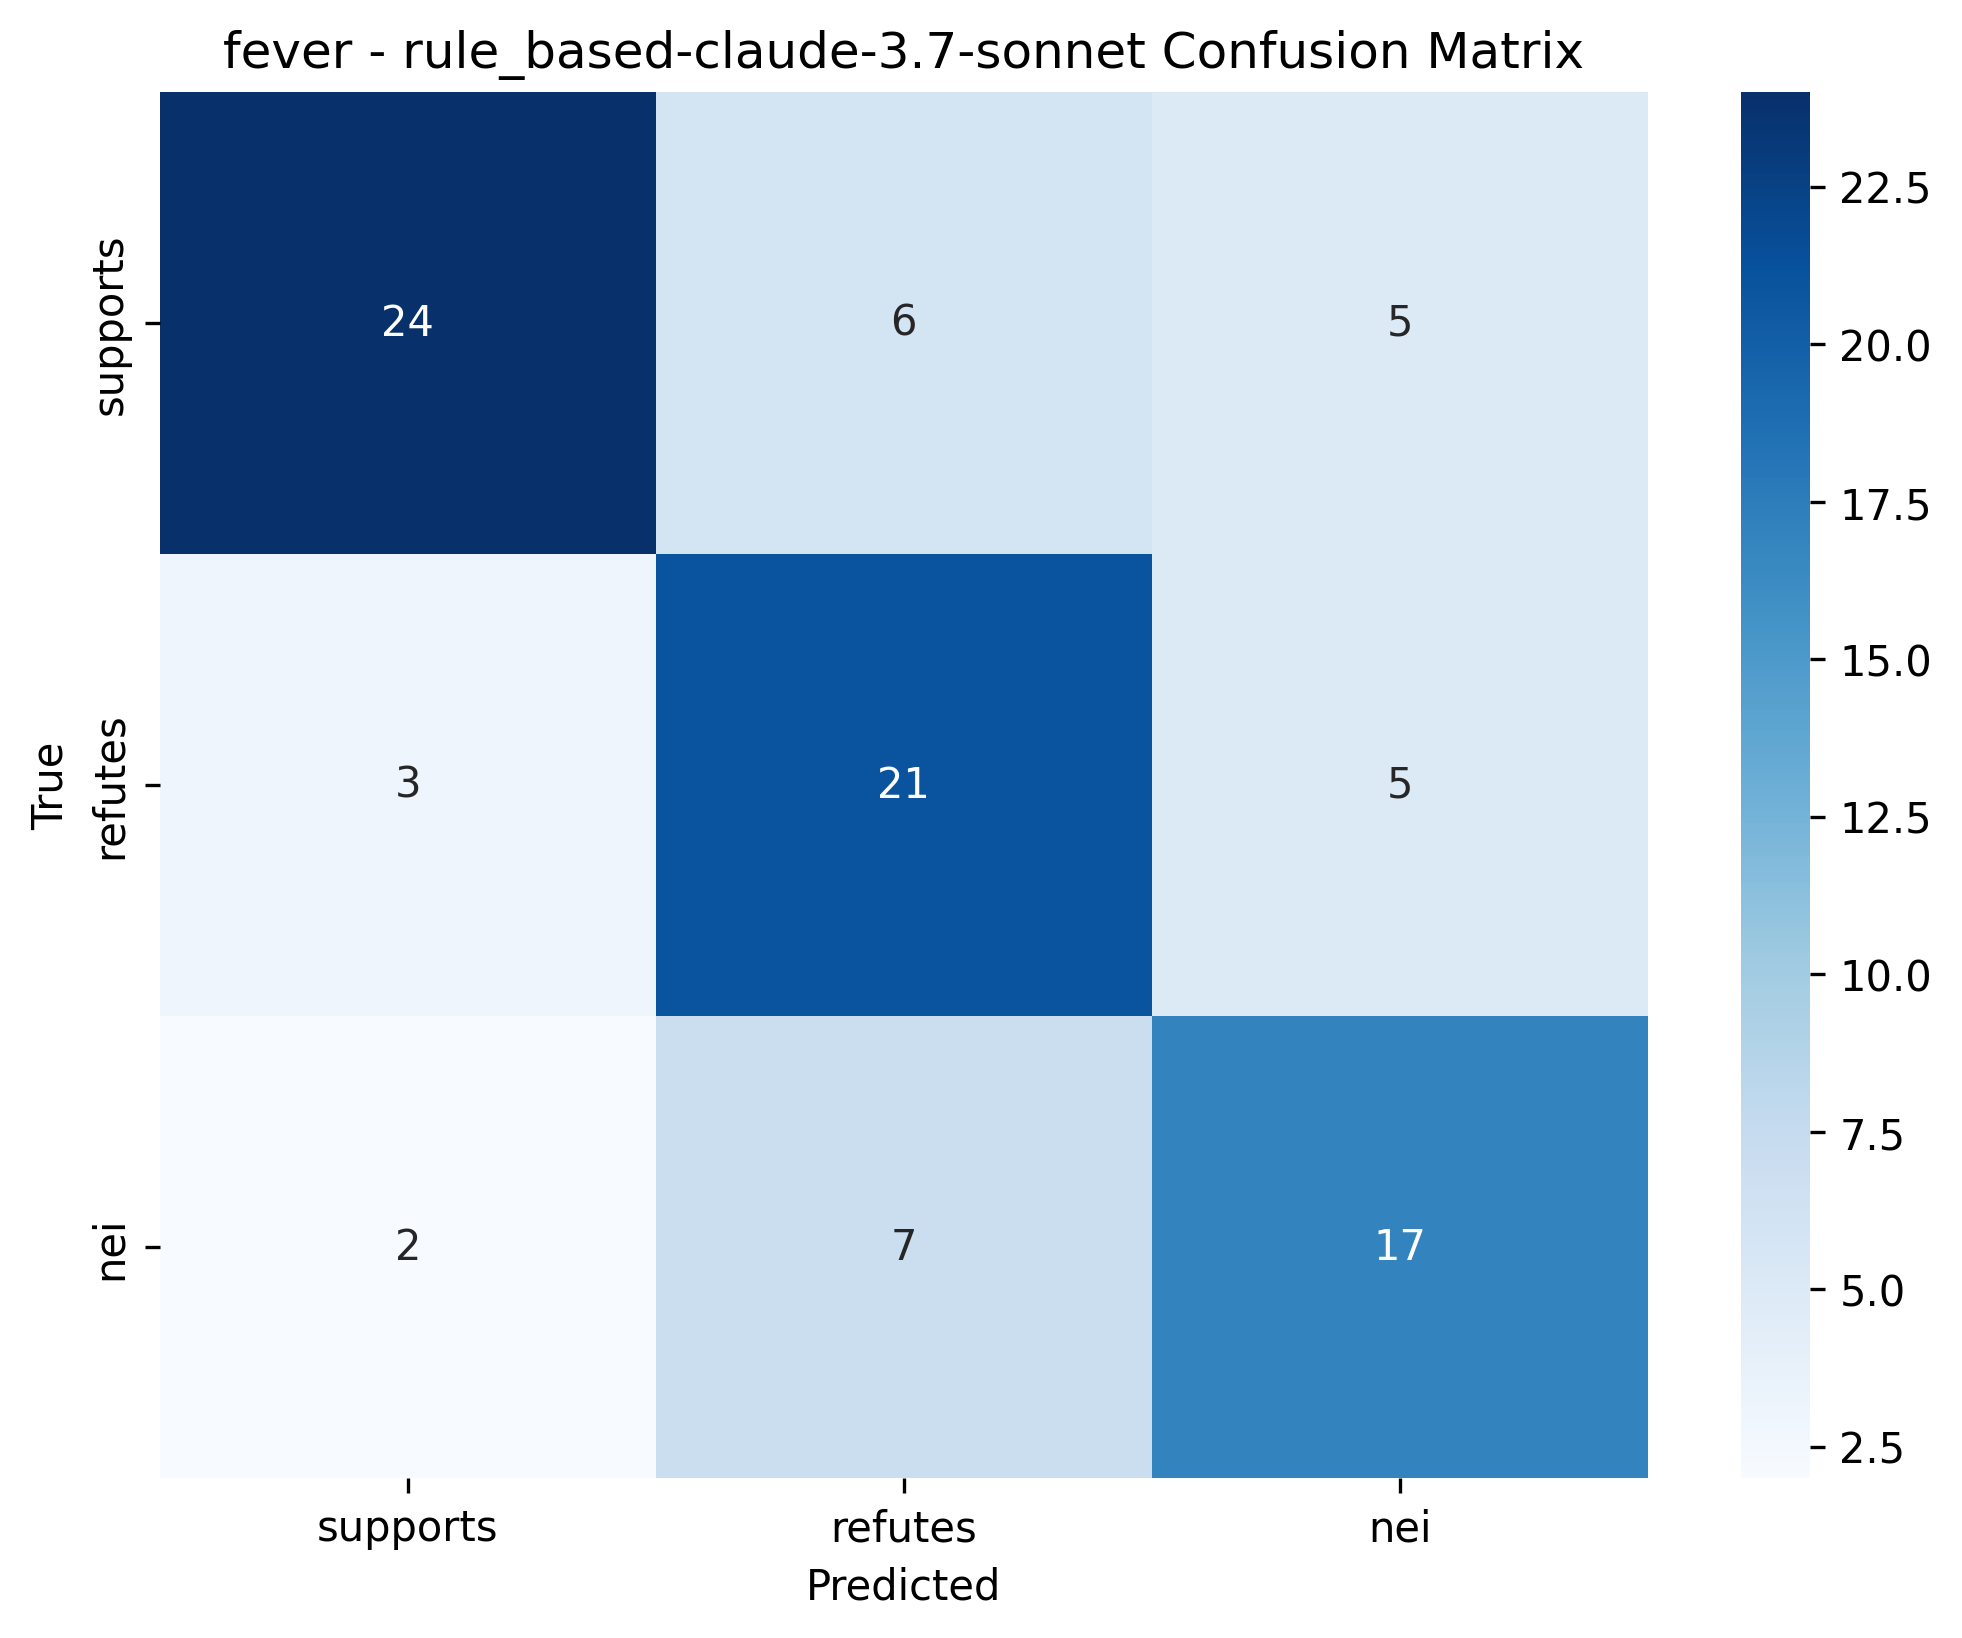 fever - rule_based-claude-3.7-sonnet Confusion Matrix
supports
24
6
5
True
refutes
3
21
5
nei
2
7
17
supports
refutes
nei
Predicted
22.5
20.0
17.5
15.0
12.5
10.0
7.5
5.0
2.5